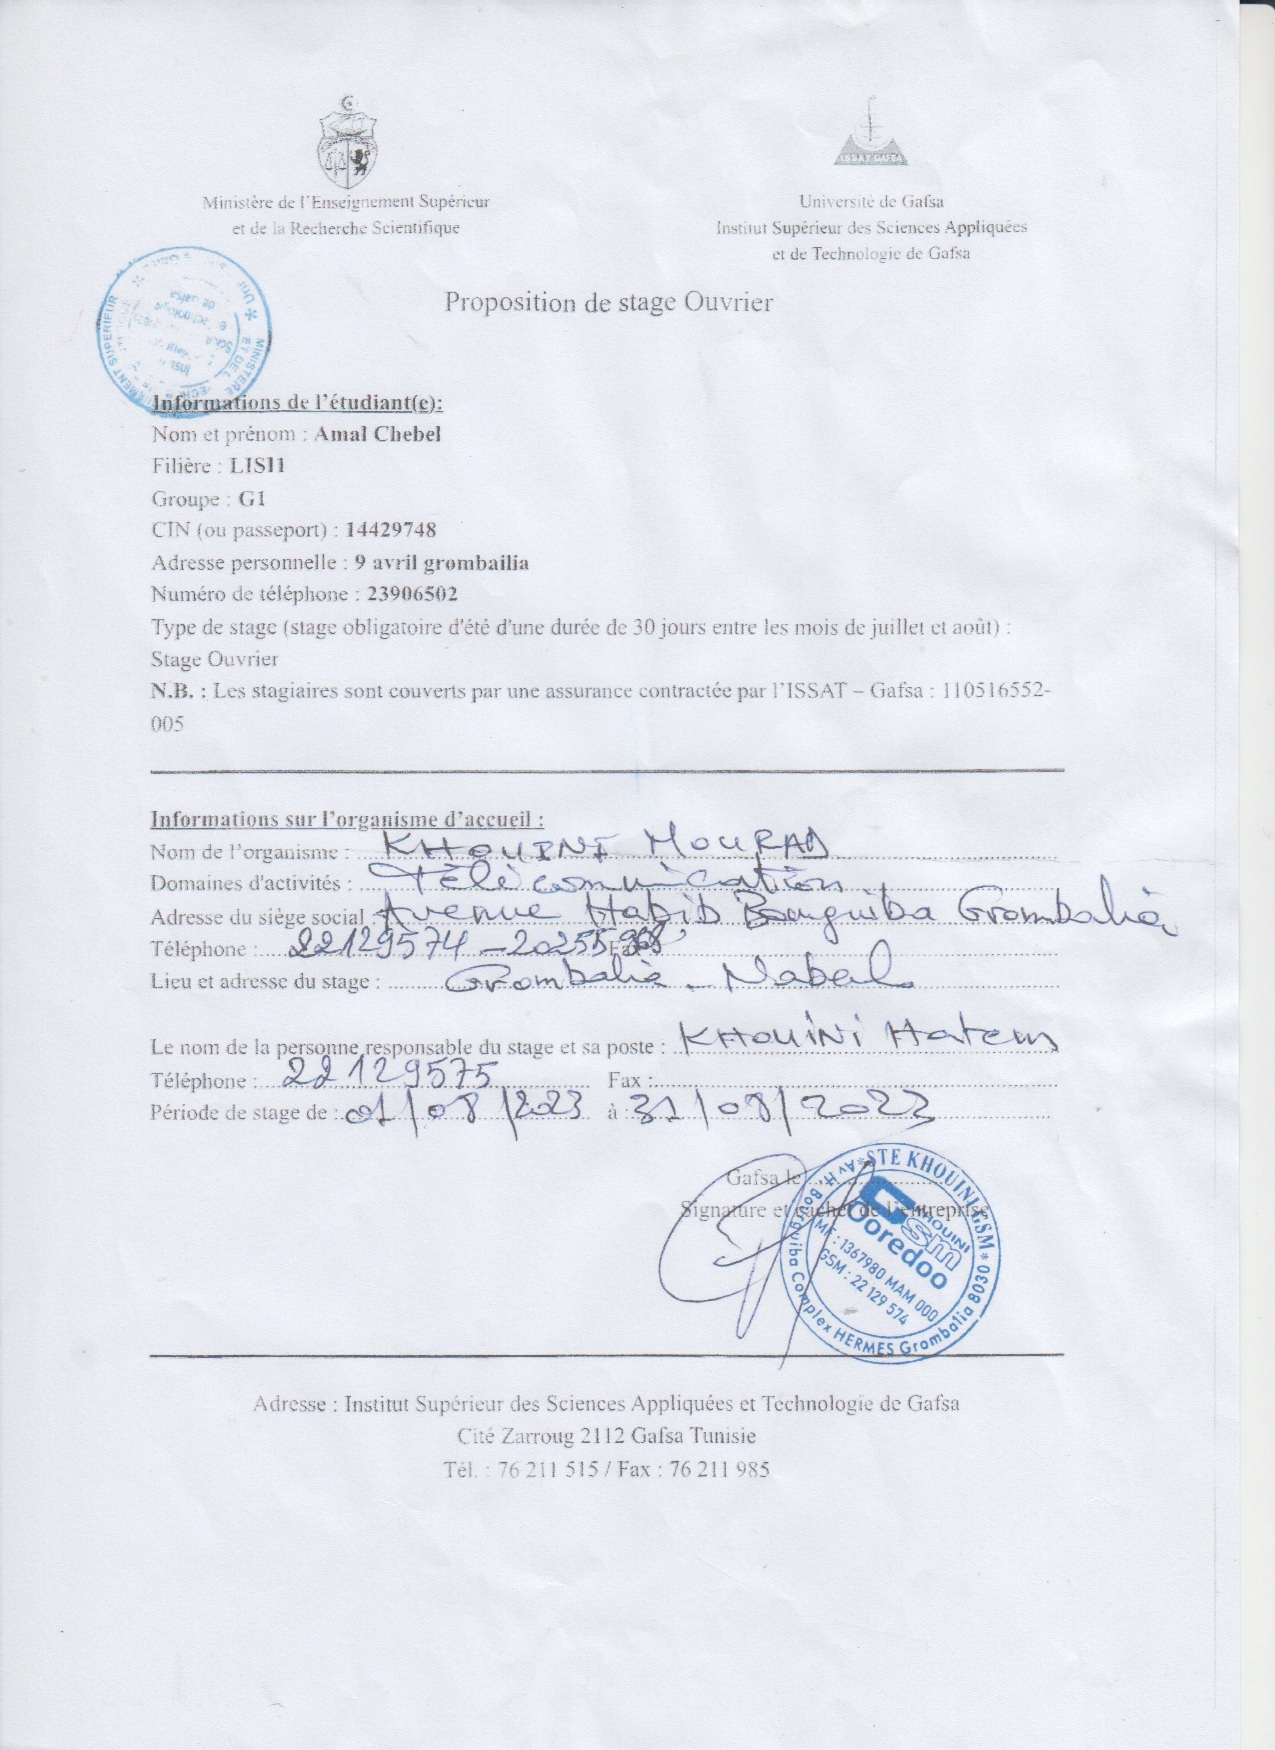 ISSAT GAFSA
Ministère de l'Enseignement Supérieur
et de la Recherche Scientifique
Université de Gafsa
Institut Supérieur des Sciences Appliquées
et de Technologie de Gafsa
Proposition de stage Ouvrier
MINISTERE
Informations de l'étudiant(e):
Nom et prénom : Amal Chebel
Filière : LISI1
Groupe : G1
CIN (ou passeport) : 14429748
Adresse personnelle : 9 avril grombailia
Numéro de téléphone : 23906502
Type de stage (stage obligatoire d'été d'une durée de 30 jours entre les mois de juillet et août) :
Stage Ouvrier
N.B. : Les stagiaires sont couverts par une assurance contractée par l'ISSAT – Gafsa : 110516552-
005
Informations sur l'organisme d'accueil :
Nom de l'organisme : KHOUINI MOURAD
Domaines d'activités : Télécomunication
Adresse du siège social : Avenue Habib Bourguiba Grombalia
Téléphone : 22129574 - Fax
Lieu et adresse du stage : Grombalia - Nabeul
Le nom de la personne responsable du stage et sa poste : KHOUINI Hatem
Téléphone : 22129575 Fax :
Période de stage de : 01/08/2023 à : 31/08/2023
Gafsa le
Signature et cachet de l'entreprise
*STE KHOUINI GSM* 
Av H. Bourguiba Complex HERMES Grombalia 8030
KHOUINI
Gsm
Ooredoo
MF : 1367980 MAM 000
GSM : 22 129 574
Adresse : Institut Supérieur des Sciences Appliquées et Technologie de Gafsa
Cité Zarroug 2112 Gafsa Tunisie
Tél. : 76 211 515 / Fax : 76 211 985